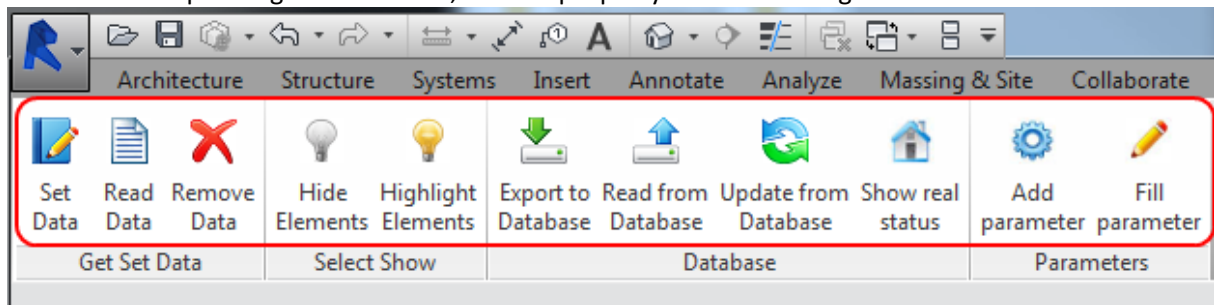 Architecture Structure Systems Insert Annotate Analyze Massing & Site Collaborate
Set Read Remove Hide Highlight Export to Read from Update from Show real Add Fill
Data Data Data Elements Elements Database Database Database status parameter parameter
Get Set Data Select Show Database Parameters